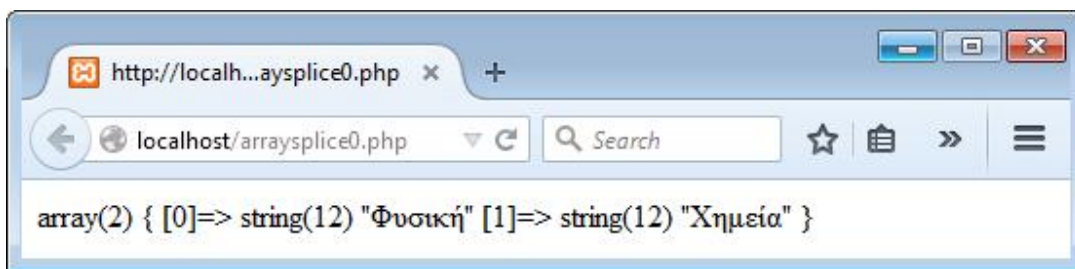 http://localh...aysplice0.php
localhost/arraysplice0.php Search
array(2) { [0]=> string(12) "Φυσική" [1]=> string(12) "Χημεία" }